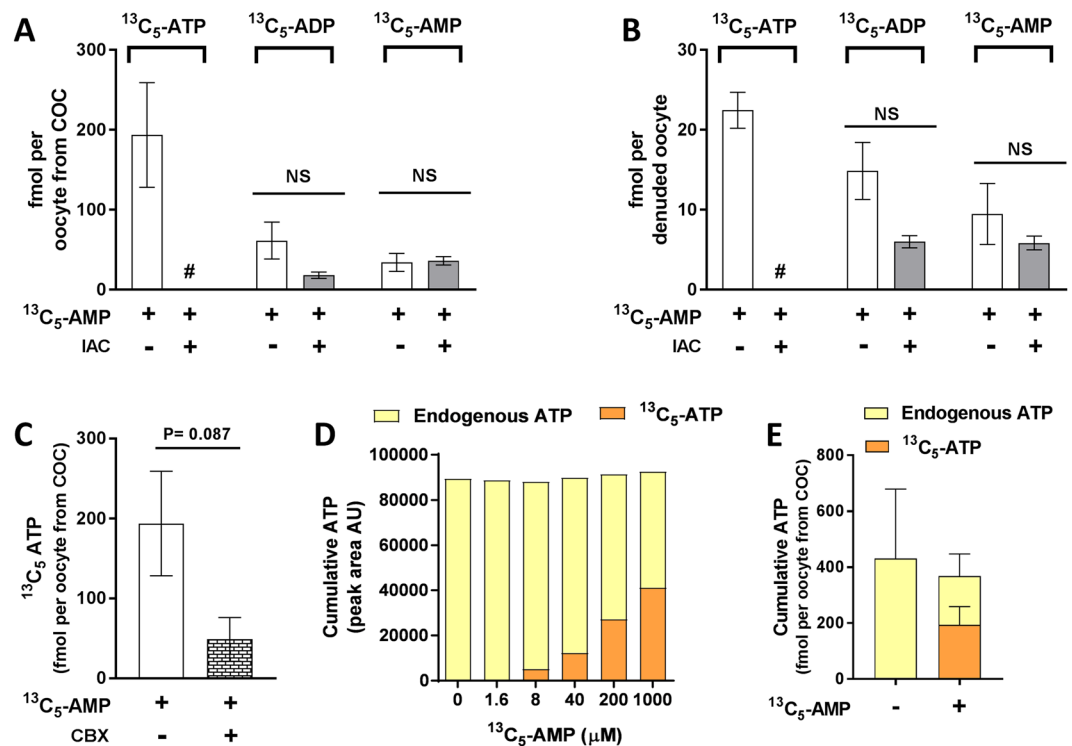 A
¹³C₅-ATP ¹³C₅-ADP ¹³C₅-AMP
fmol per
oocyte from COC
300
200
100
0
#
NS
NS
¹³C₅-AMP + + + + + +
IAC - + - + - +
B
¹³C₅-ATP ¹³C₅-ADP ¹³C₅-AMP
fmol per
denuded oocyte
30
20
10
0
#
NS
NS
¹³C₅-AMP + + + + + +
IAC - + - + - +
C
P= 0.087
¹³C₅ ATP
(fmol per oocyte from COC)
300
200
100
0
¹³C₅-AMP + +
CBX - +
D
Endogenous ATP ¹³C₅-ATP
Cumulative ATP
(peak area AU)
100000
80000
60000
40000
20000
0
0 1.6 8 40 200 1000
¹³C₅-AMP (μM)
E
Endogenous ATP
¹³C₅-ATP
Cumulative ATP
(fmol per oocyte from COC)
800
600
400
200
0
¹³C₅-AMP - +